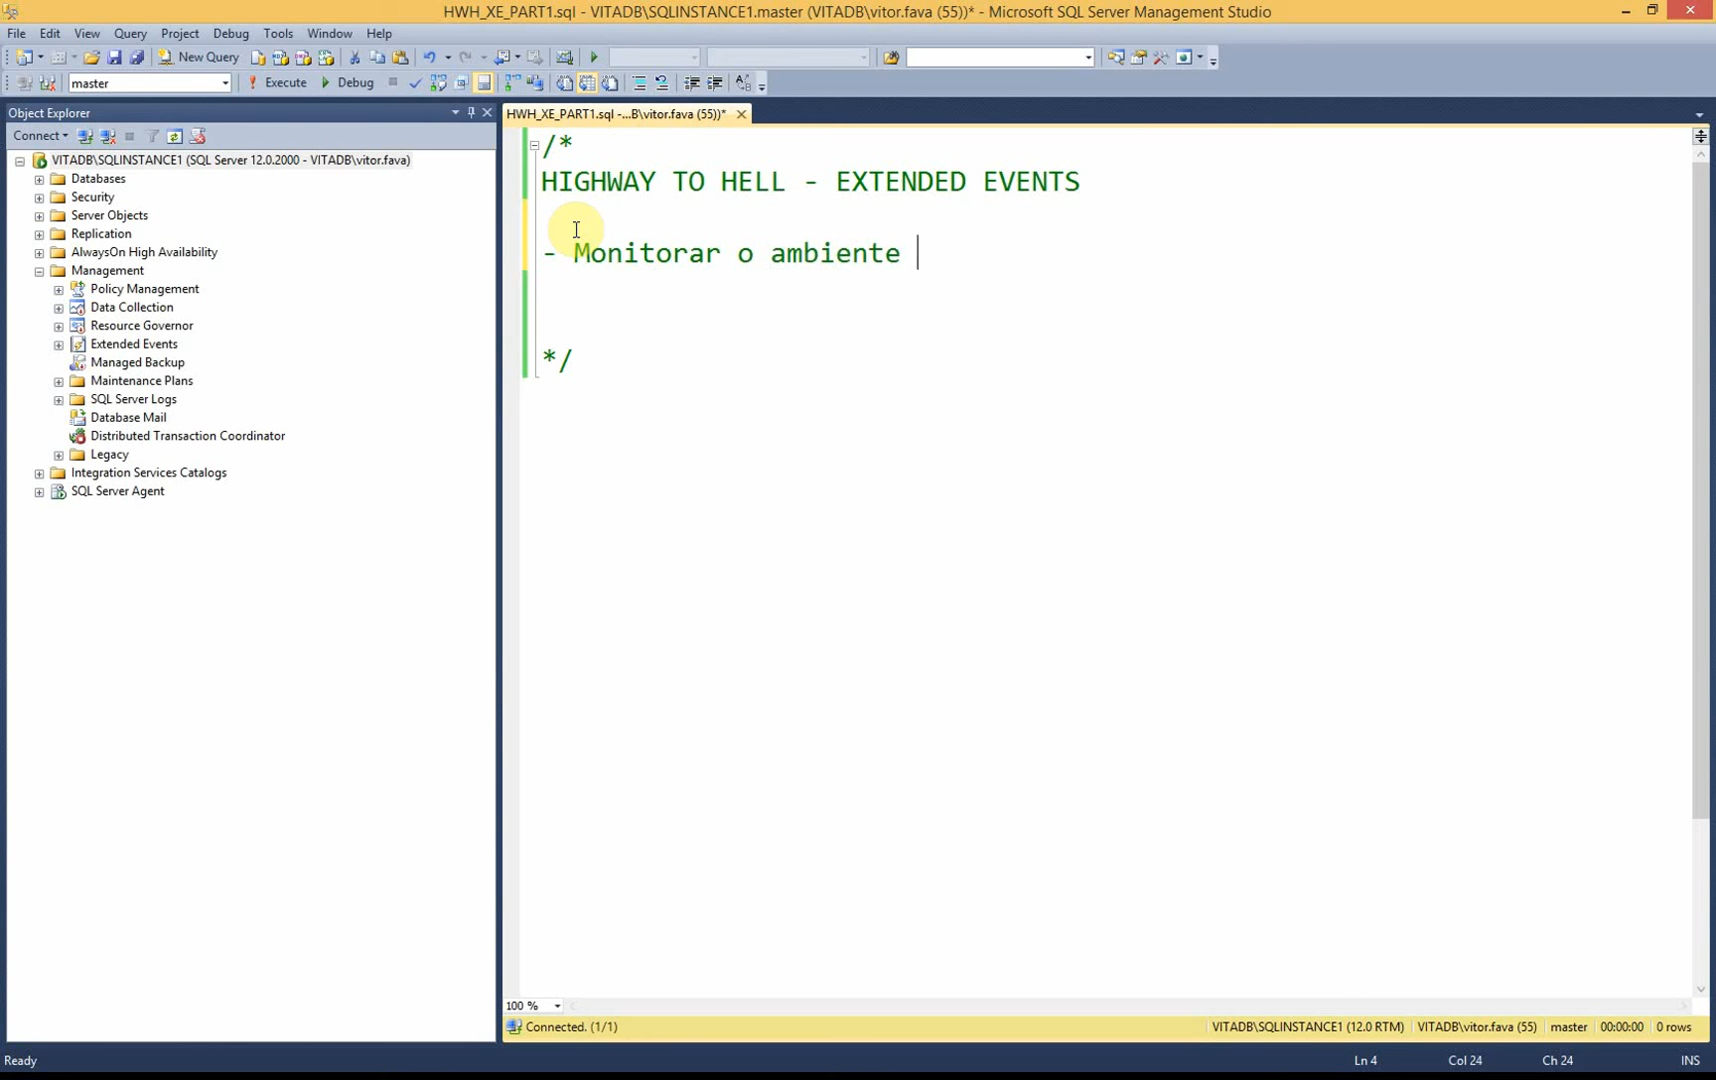 HWH_XE_PART1.sql - VITADB\SQLINSTANCE1.master (VITADB\vitor.fava (55))* - Microsoft SQL Server Management Studio
File Edit View Query Project Debug Tools Window Help
New Query
master Execute Debug
Object Explorer
HWH_XE_PART1.sql -...B\vitor.fava (55))*
Connect
VITADB\SQLINSTANCE1 (SQL Server 12.0.2000 - VITADB\vitor.fava)
Databases
Security
Server Objects
Replication
AlwaysOn High Availability
Management
Policy Management
Data Collection
Resource Governor
Extended Events
Managed Backup
Maintenance Plans
SQL Server Logs
Database Mail
Distributed Transaction Coordinator
Legacy
Integration Services Catalogs
SQL Server Agent
/*
HIGHWAY TO HELL - EXTENDED EVENTS
- Monitorar o ambiente
*/
100 %
Connected. (1/1) VITADB\SQLINSTANCE1 (12.0 RTM) VITADB\vitor.fava (55) master 00:00:00 0 rows
Ready Ln 4 Col 24 Ch 24 INS